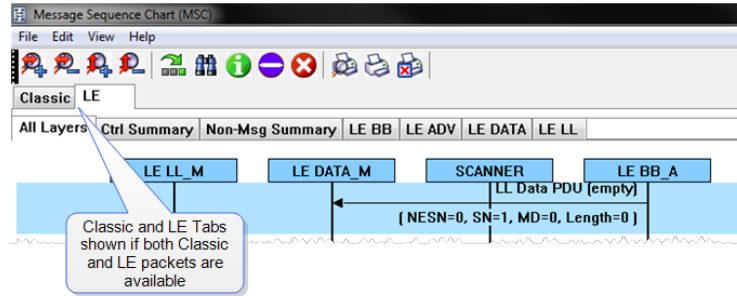 Message Sequence Chart (MSC)
File Edit View Help
Classic LE
All Layers Ctrl Summary Non-Msg Summary LE BB LE ADV LE DATA LE LL
LE LL_M LE DATA_M SCANNER LE BB_A
LL Data PDU (empty)
( NESN=0, SN=1, MD=0, Length=0 )
Classic and LE Tabs
shown if both Classic
and LE packets are
available